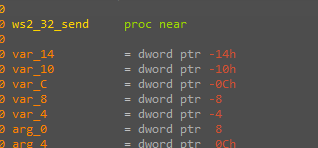 0
0 ws2_32_send proc near
0
0 var_14 = dword ptr -14h
0 var_10 = dword ptr -10h
0 var_C = dword ptr -0Ch
0 var_8 = dword ptr -8
0 var_4 = dword ptr -4
0 arg_0 = dword ptr 8
0 arg_4 = dword ptr 0Ch